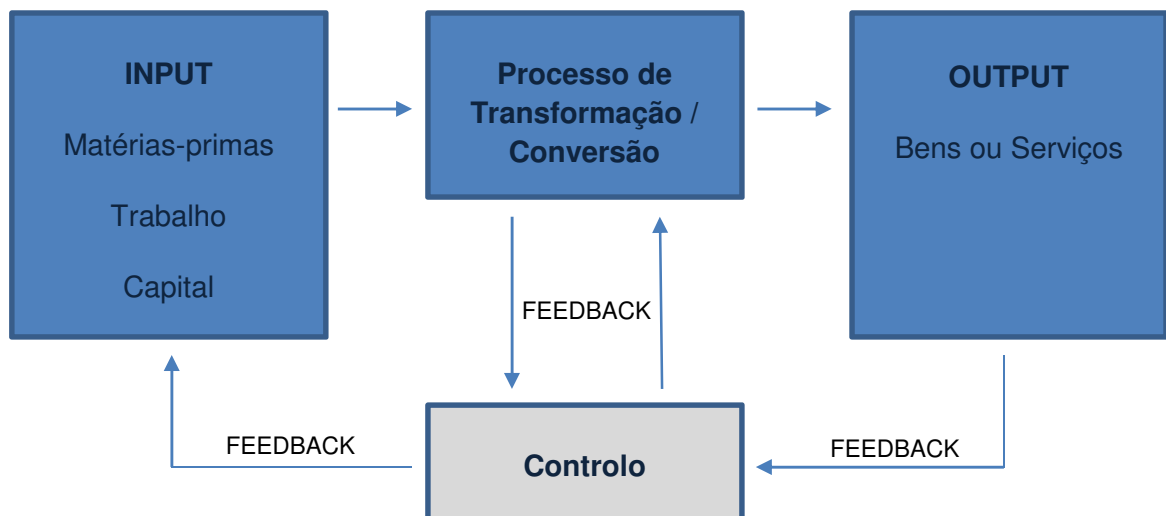 INPUT
Matérias-primas
Trabalho
Capital
Processo de
Transformação /
Conversão
OUTPUT
Bens ou Serviços
FEEDBACK
FEEDBACK
Controlo
FEEDBACK